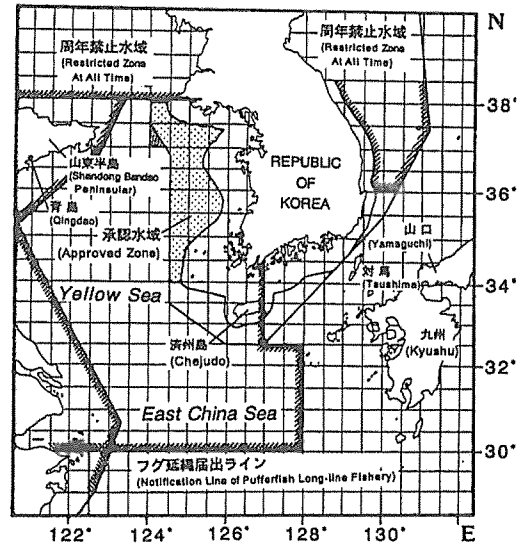 N
周年禁止水域
(Restricted Zone
At All Time)
周年禁止水域
(Restricted Zone
At All Time)
38°
山東半島
(Shandong Bandao
Peninsular)
REPUBLIC
OF
KOREA
36°
青島
(Qingdao)
承認水域
(Approved Zone)
山口
(Yamaguchi)
対馬
(Tsushima)
34°
Yellow Sea
済州島
(Chejudo)
九州
(Kyushu)
32°
East China Sea
30°
フグ延縄届出ライン
(Notification Line of Pufferfish Long-line Fishery)
122° 124° 126° 128° 130° E